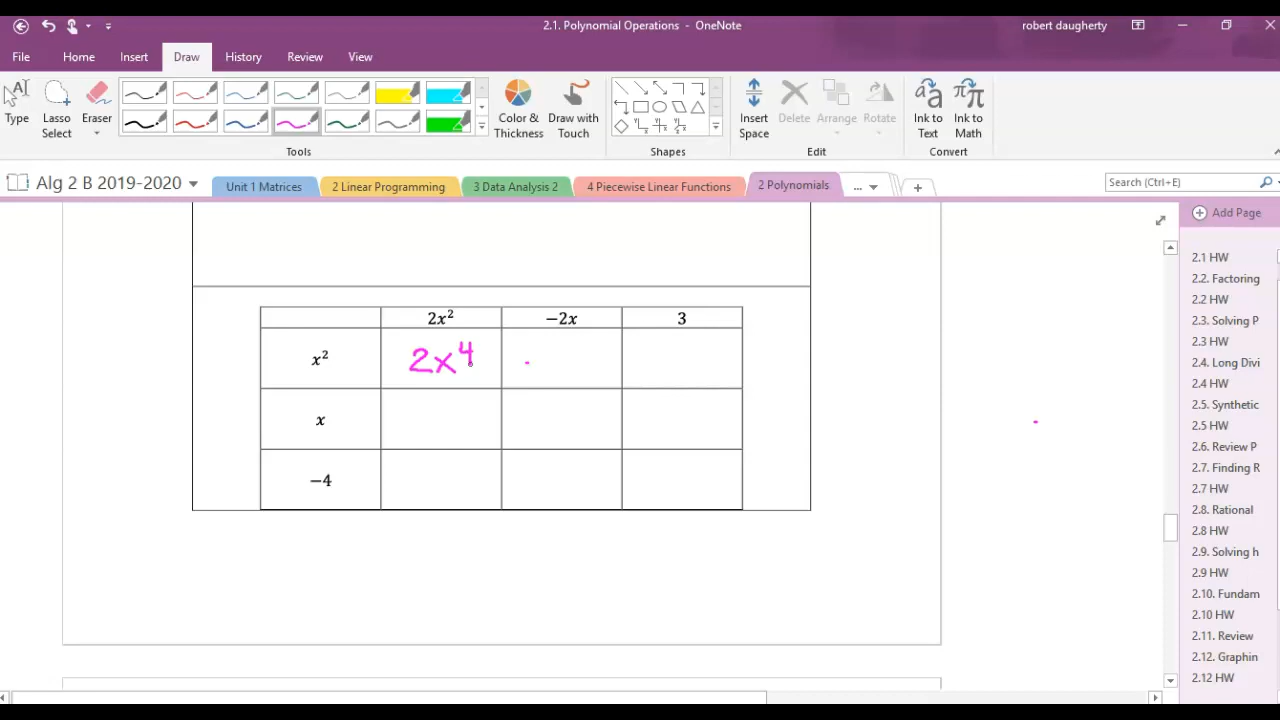 2.1. Polynomial Operations - OneNote
robert daugherty
File Home Insert Draw History Review View
Type
Lasso Select
Eraser
Color & Thickness
Draw with Touch
Insert Space
Delete
Arrange
Rotate
Ink to Text
Ink to Math
Tools
Shapes
Edit
Convert
Alg 2 B 2019-2020
Unit 1 Matrices
2 Linear Programming
3 Data Analysis 2
4 Piecewise Linear Functions
2 Polynomials
...
Search (Ctrl+E)
Add Page
2x² −2x 3
x² 2x⁴
x
−4
2.1 HW
2.2. Factoring
2.2 HW
2.3. Solving P
2.3 HW
2.4. Long Divi
2.4 HW
2.5. Synthetic
2.5 HW
2.6. Review P
2.7. Finding R
2.7 HW
2.8. Rational
2.8 HW
2.9. Solving h
2.9 HW
2.10. Fundam
2.10 HW
2.11. Review
2.12. Graphin
2.12 HW